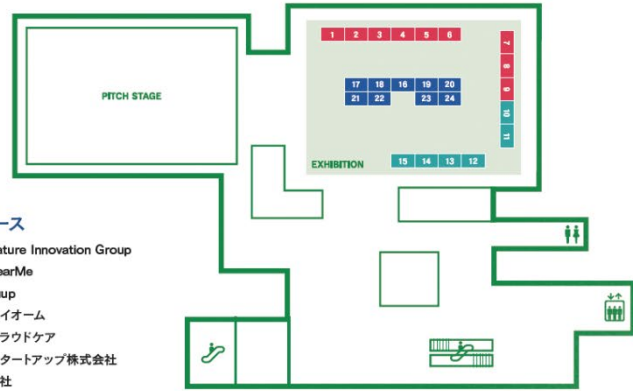 1 2 3 4 5 6
7
8
9
10
11
17 18 16 19 20
21 22 23 24
PITCH STAGE
EXHIBITION
15 14 13 12
ース
ature Innovation Group
earMe
up
イオーム
ラウドケア
タートアップ株式会社
社